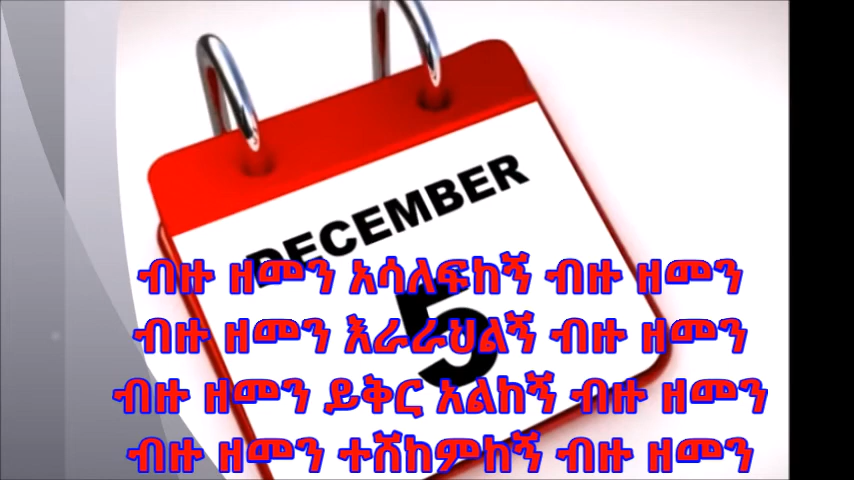 DECEMBER
5
ብዙ ዘመን አሳለፍከኝ ብዙ ዘመን
ብዙ ዘመን እራራህልኝ ብዙ ዘመን
ብዙ ዘመን ይቅር አልከኝ ብዙ ዘመን
ብዙ ዘመን ተሸከምከኝ ብዙ ዘመን